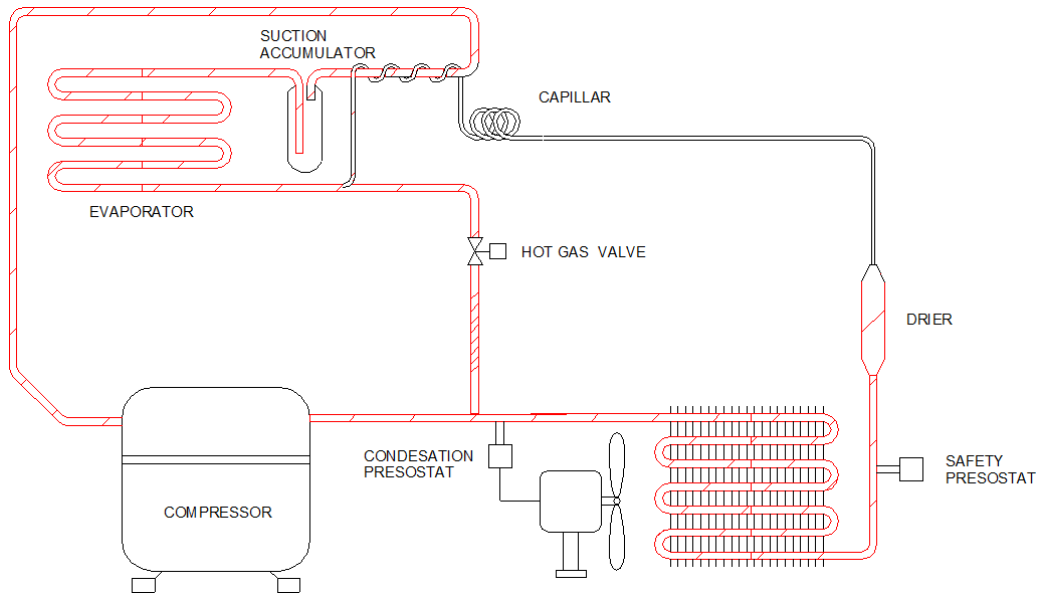 SUCTION
ACCUMULATOR
CAPILLAR
EVAPORATOR
HOT GAS VALVE
DRIER
CONDESATION
PRESOSTAT
SAFETY
PRESOSTAT
COMPRESSOR